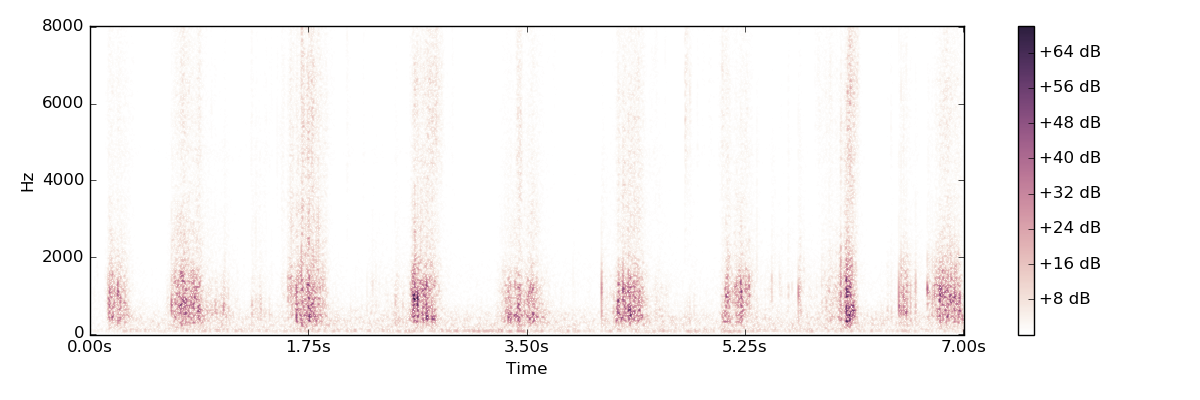 8000
6000
4000
2000
0
Hz
0.00s
1.75s
3.50s
5.25s
7.00s
Time
+64 dB
+56 dB
+48 dB
+40 dB
+32 dB
+24 dB
+16 dB
+8 dB